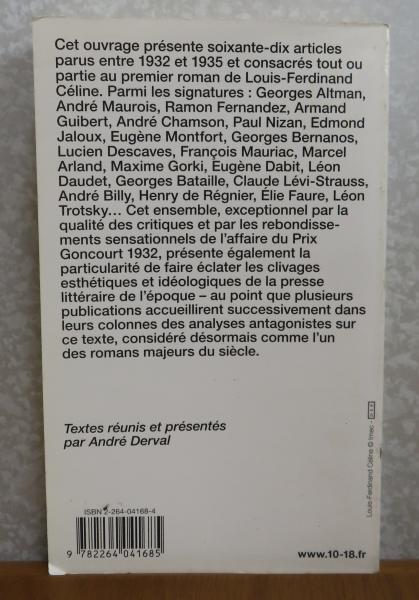 Cet ouvrage présente soixante-dix articles
parus entre 1932 et 1935 et consacrés tout ou
partie au premier roman de Louis-Ferdinand
Céline. Parmi les signatures : Georges Altman,
André Maurois, Ramon Fernandez, Armand
Guibert, André Chamson, Paul Nizan, Edmond
Jaloux, Eugène Montfort, Georges Bernanos,
Lucien Descaves, François Mauriac, Marcel
Arland, Maxime Gorki, Eugène Dabit, Léon
Daudet, Georges Bataille, Claude Lévi-Strauss,
André Billy, Henry de Régnier, Élie Faure, Léon
Trotsky... Cet ensemble, exceptionnel par la
qualité des critiques et par les rebondisse-
ments sensationnels de l'affaire du Prix
Goncourt 1932, présente également la
particularité de faire éclater les clivages
esthétiques et idéologiques de la presse
littéraire de l'époque – au point que plusieurs
publications accueillirent successivement dans
leurs colonnes des analyses antagonistes sur
ce texte, considéré désormais comme l'un
des romans majeurs du siècle.
Textes réunis et présentés
par André Derval
Louis-Ferdinand Céline © Imec -
ISBN 2-264-04168-4
9 782264 041685
www.10-18.fr